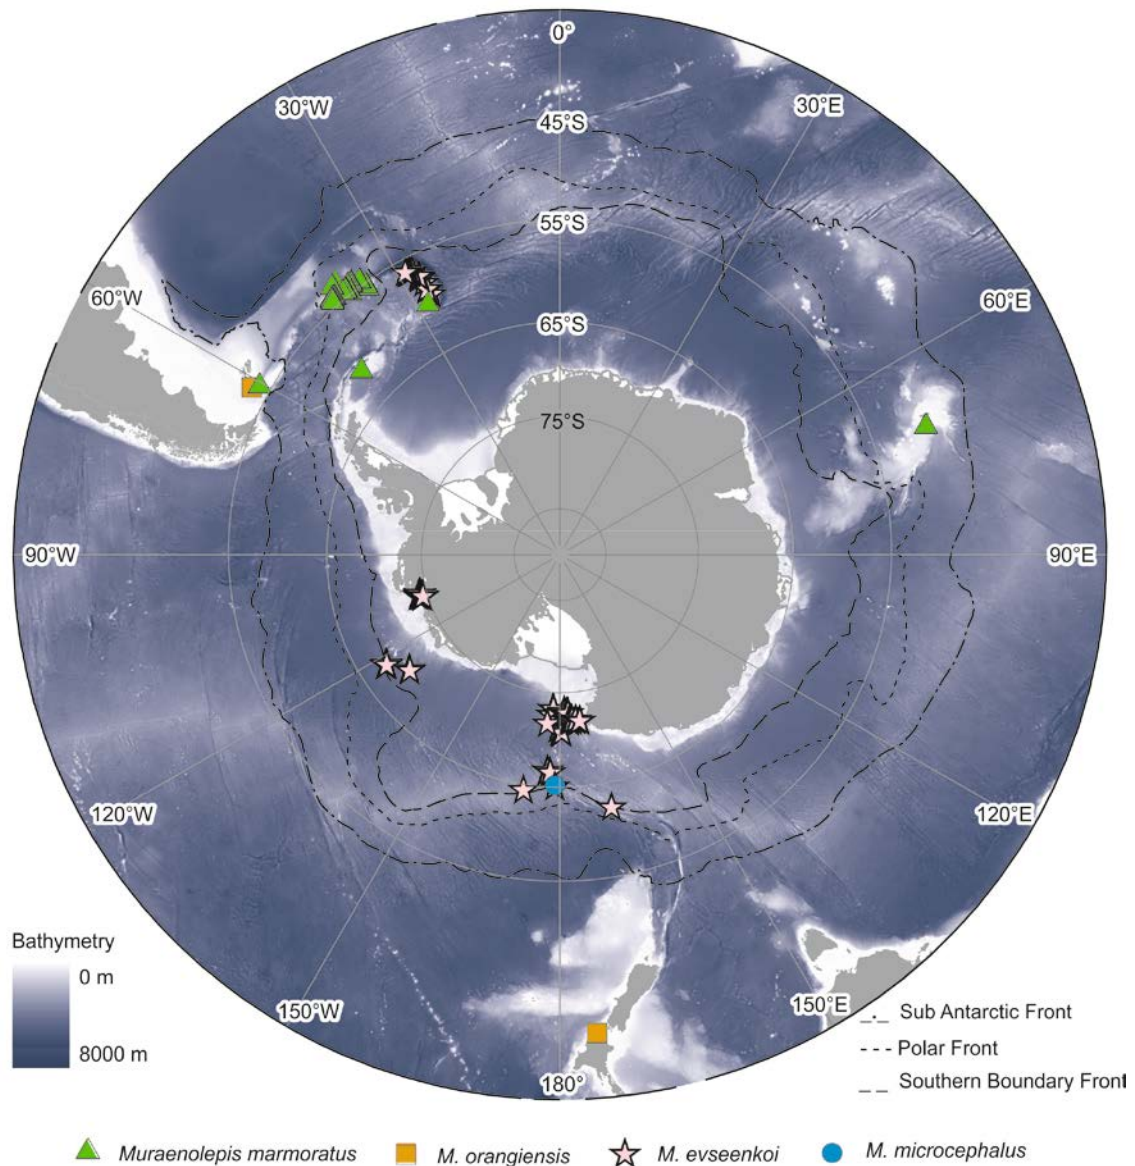 0°
30°W
30°E
45°S
55°S
60°W
60°E
65°S
75°S
90°W
90°E
120°W
120°E
Bathymetry
0 m
8000 m
150°W
150°E
180°
Sub Antarctic Front
Polar Front
Southern Boundary Front
Muraenolepis marmoratus M. orangiensis M. evseenkoi M. microcephalus